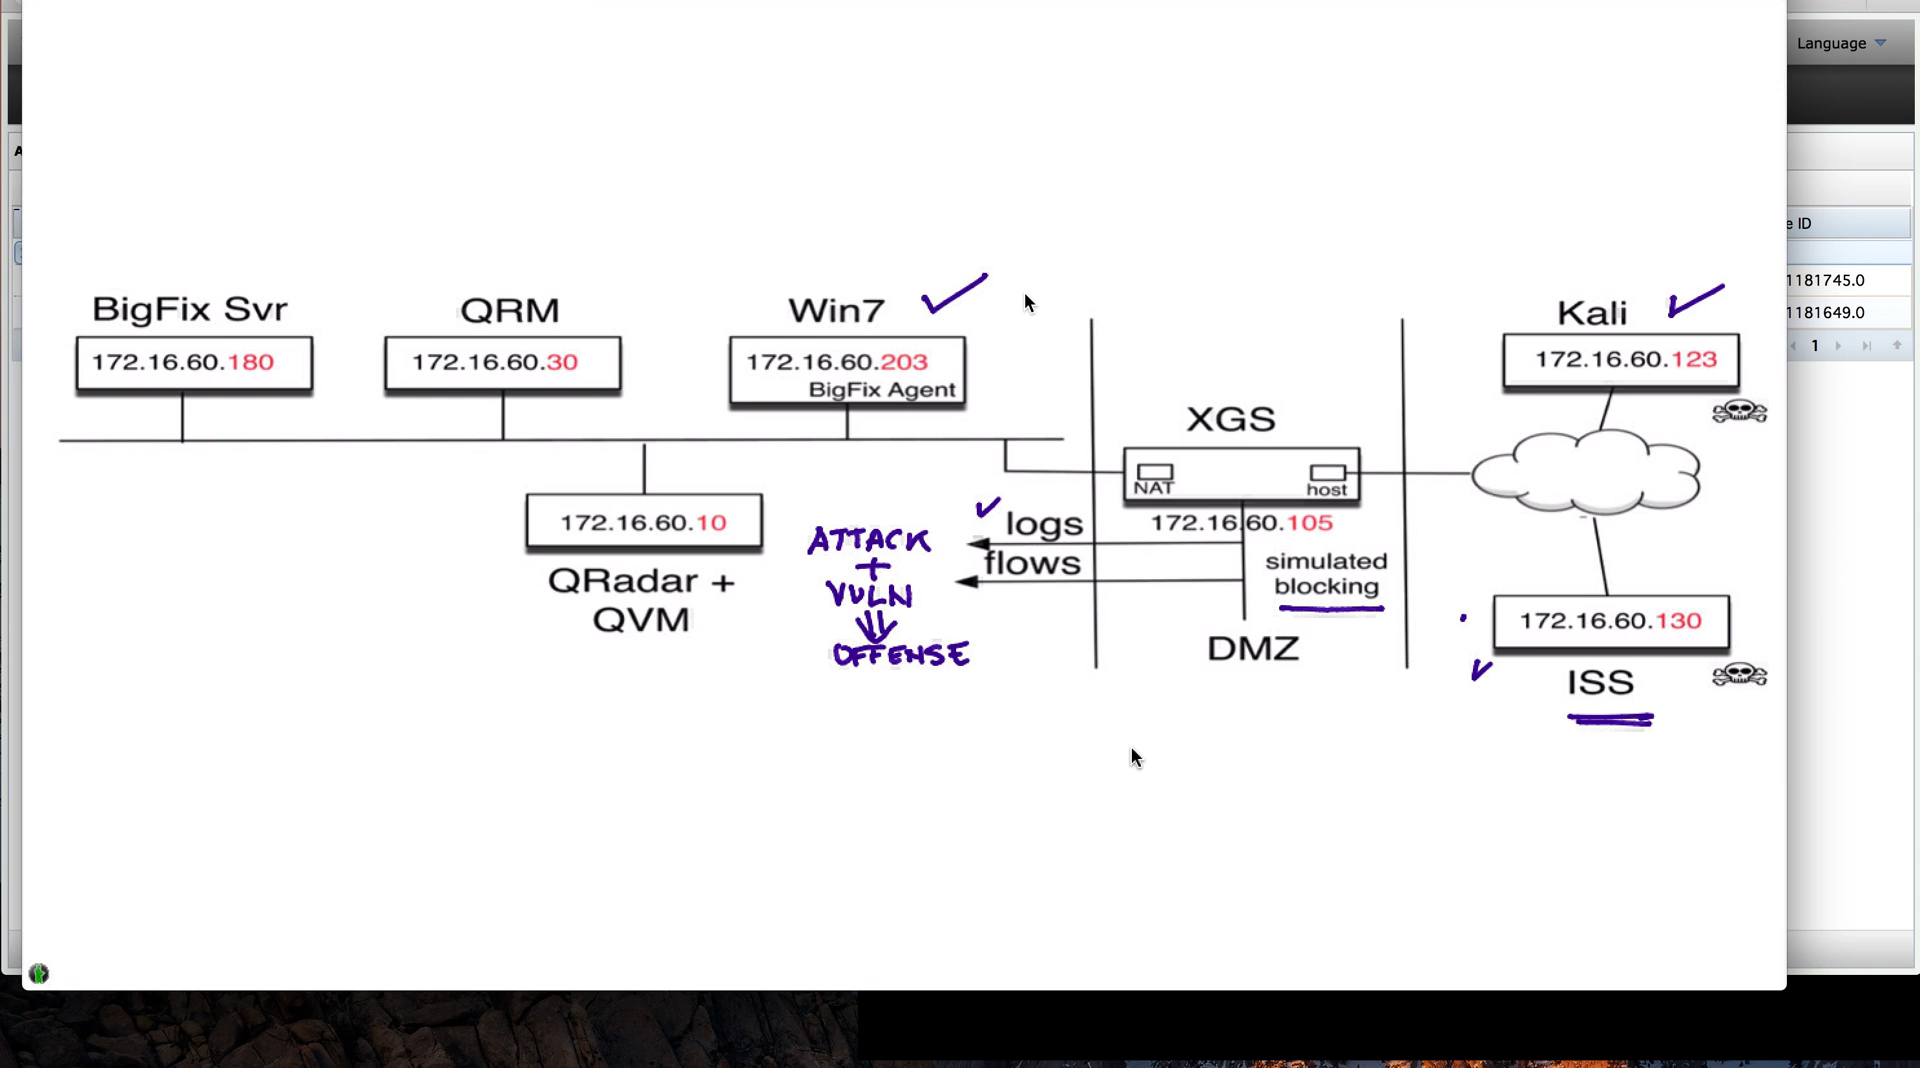 Language
A
e ID
1181745.0
1181649.0
1
BigFix Svr
172.16.60.180
QRM
172.16.60.30
Win7
172.16.60.203
BigFix Agent
Kali
172.16.60.123
XGS
NAT
host
172.16.60.105
172.16.60.10
QRadar +
QVM
ATTACK
+
VULN
OFFENSE
logs
flows
simulated
blocking
DMZ
172.16.60.130
ISS